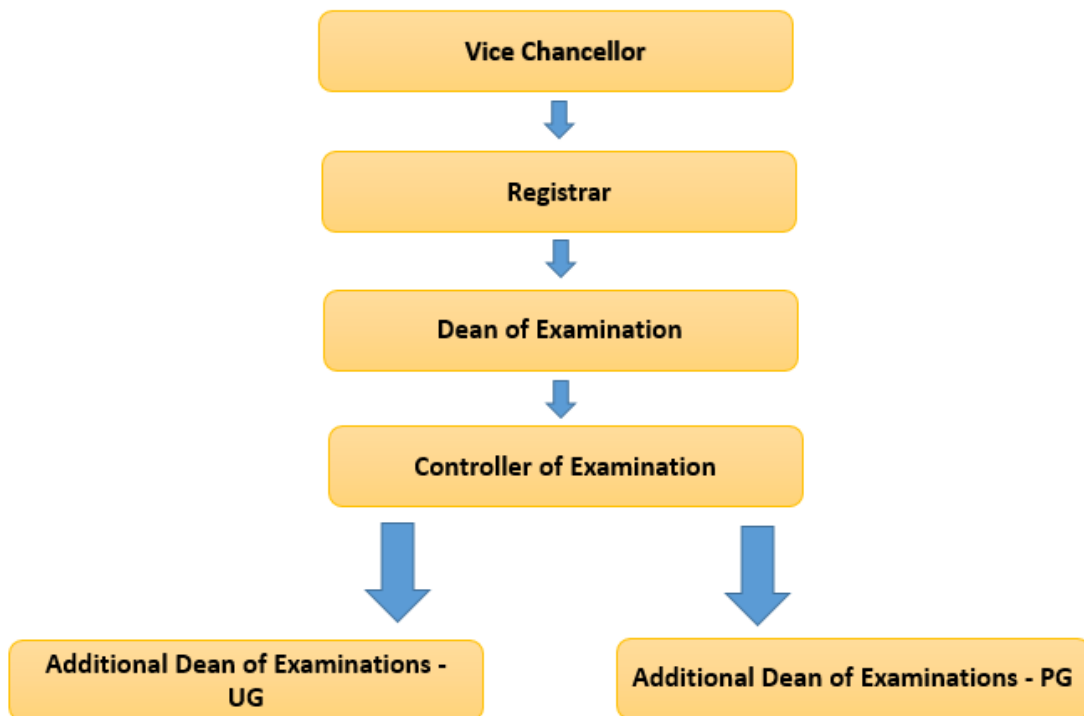 Vice Chancellor
Registrar
Dean of Examination
Controller of Examination
Additional Dean of Examinations -
UG
Additional Dean of Examinations - PG